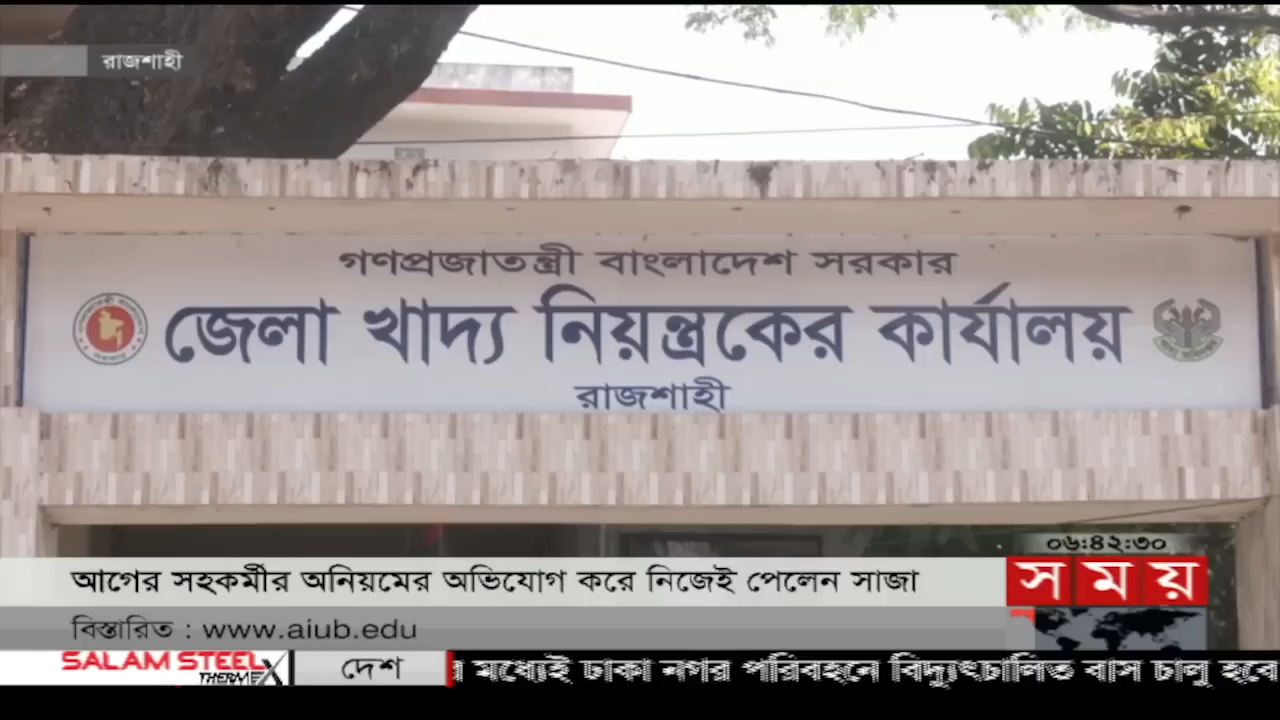 রাজশাহী
গণপ্রজাতন্ত্রী বাংলাদেশ সরকার
জেলা খাদ্য নিয়ন্ত্রকের কার্যালয়
রাজশাহী
০৬:৪২:৩০
আগের সহকর্মীর অনিয়মের অভিযোগ করে নিজেই পেলেন সাজা
সময়
বিস্তারিত : www.aiub.edu
SALAM STEEL
THERMEX
দেশ
মধ্যেই ঢাকা নগর পরিবহনে বিদ্যুৎচালিত বাস চালু হবে